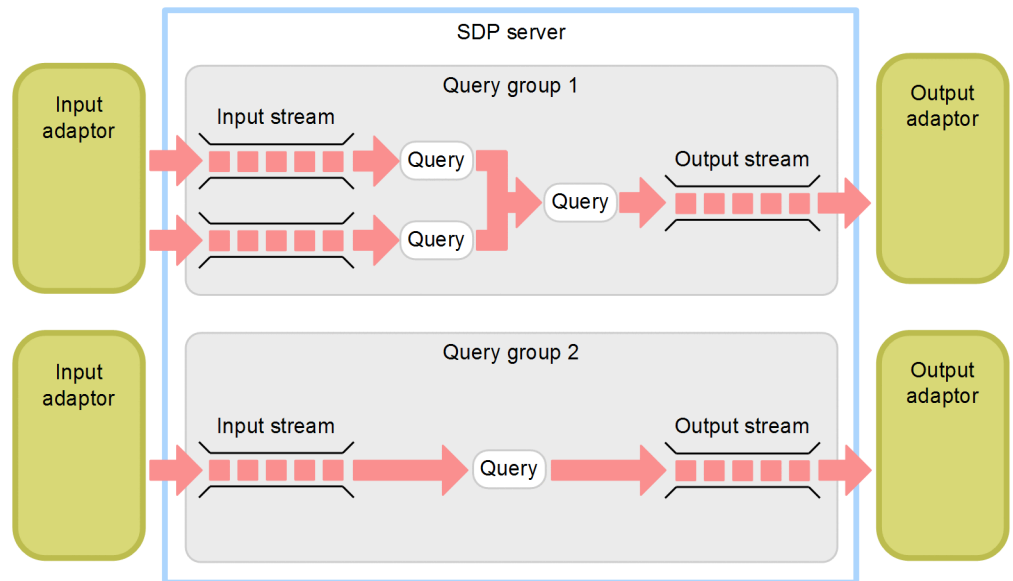 SDP server
Query group 1
Input
adaptor
Input stream
Query
Query
Query
Output stream
Output
adaptor
Query group 2
Input
adaptor
Input stream
Query
Output stream
Output
adaptor